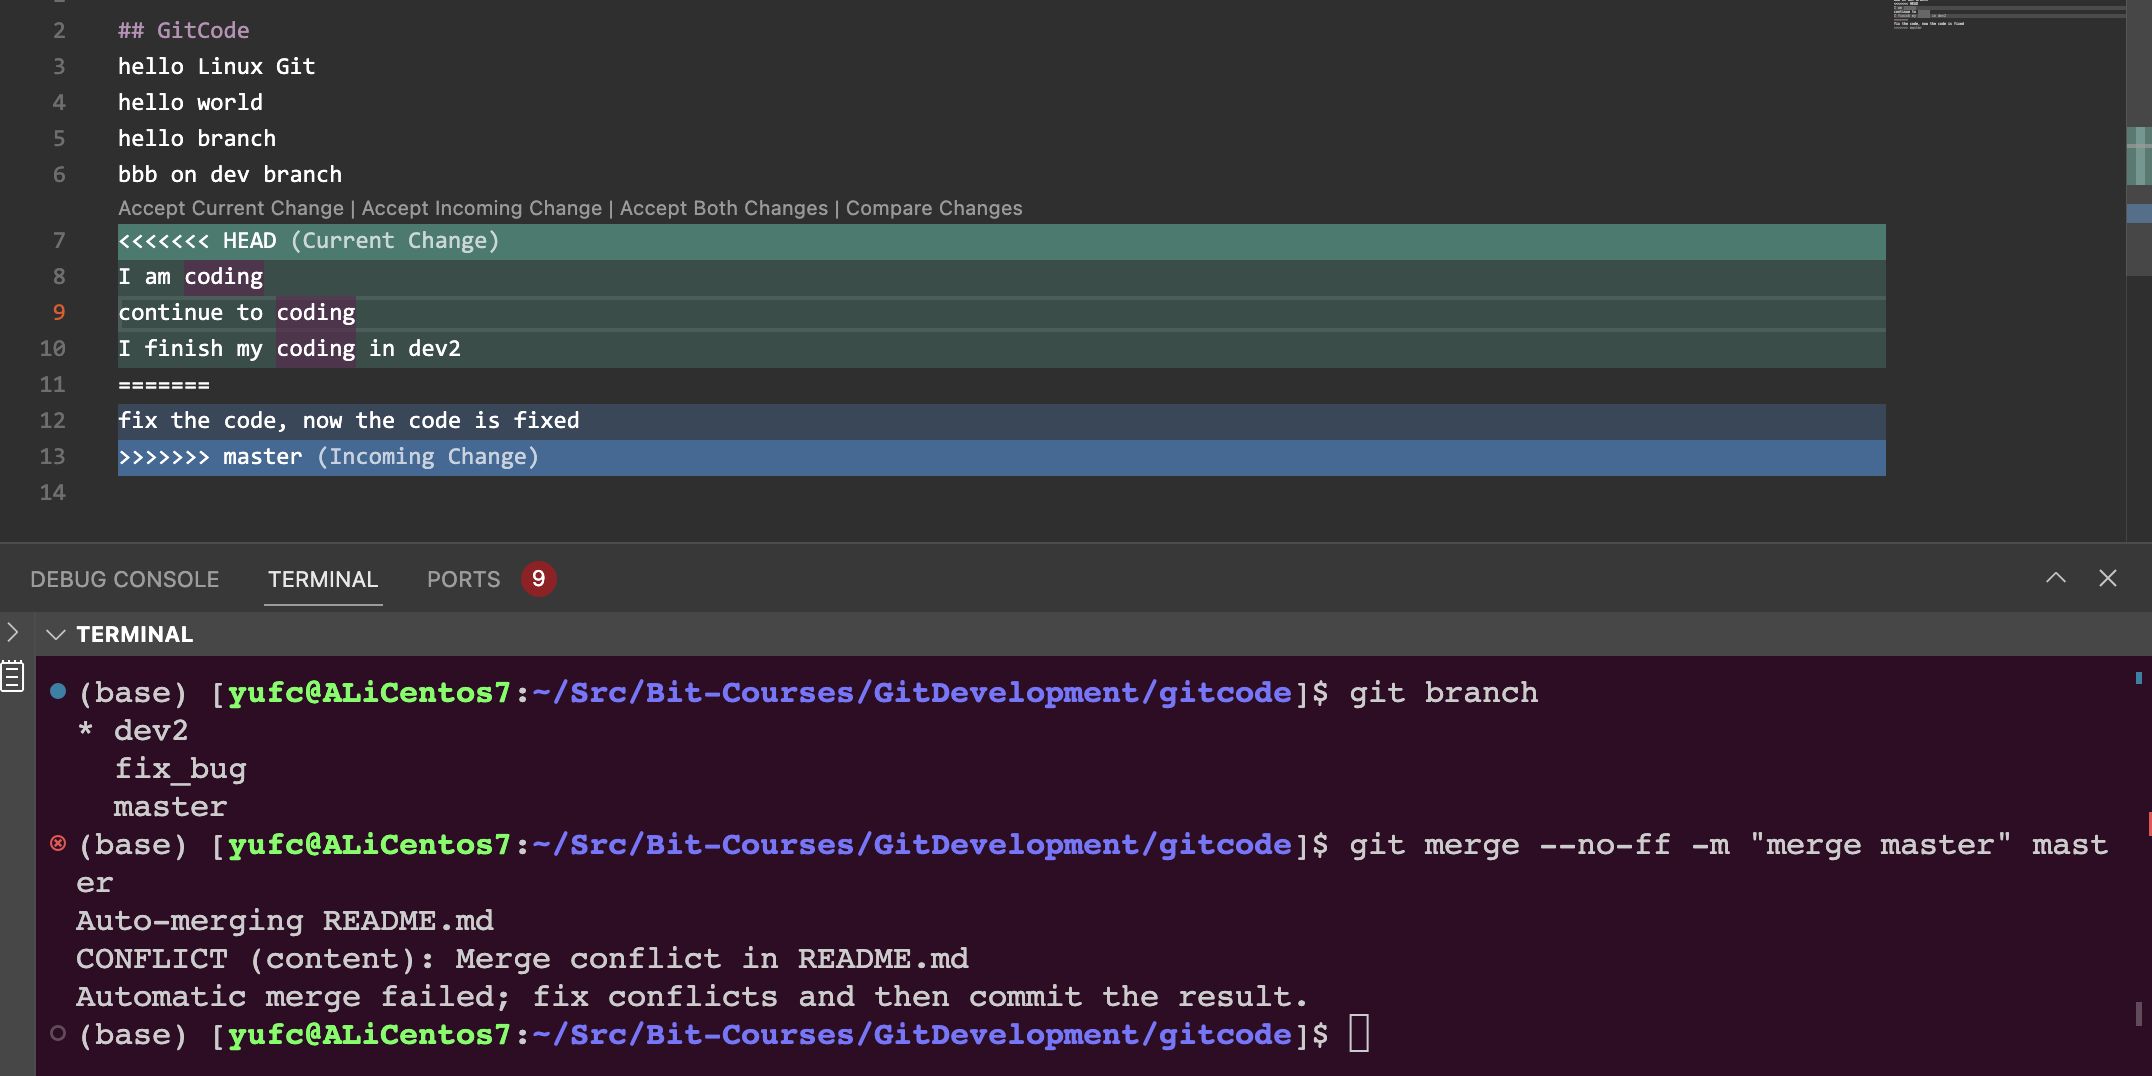 2 ## GitCode
3 hello Linux Git
4 hello world
5 hello branch
6 bbb on dev branch
Accept Current Change | Accept Incoming Change | Accept Both Changes | Compare Changes
7 <<<<<<< HEAD (Current Change)
8 I am coding
9 continue to coding
10 I finish my coding in dev2
11 =======
12 fix the code, now the code is fixed
13 >>>>>>> master (Incoming Change)
14
DEBUG CONSOLE TERMINAL PORTS 9
TERMINAL
(base) [yufc@ALiCentos7:~/Src/Bit-Courses/GitDevelopment/gitcode]$ git branch
* dev2
fix_bug
master
(base) [yufc@ALiCentos7:~/Src/Bit-Courses/GitDevelopment/gitcode]$ git merge --no-ff -m "merge master" mast
er
Auto-merging README.md
CONFLICT (content): Merge conflict in README.md
Automatic merge failed; fix conflicts and then commit the result.
(base) [yufc@ALiCentos7:~/Src/Bit-Courses/GitDevelopment/gitcode]$